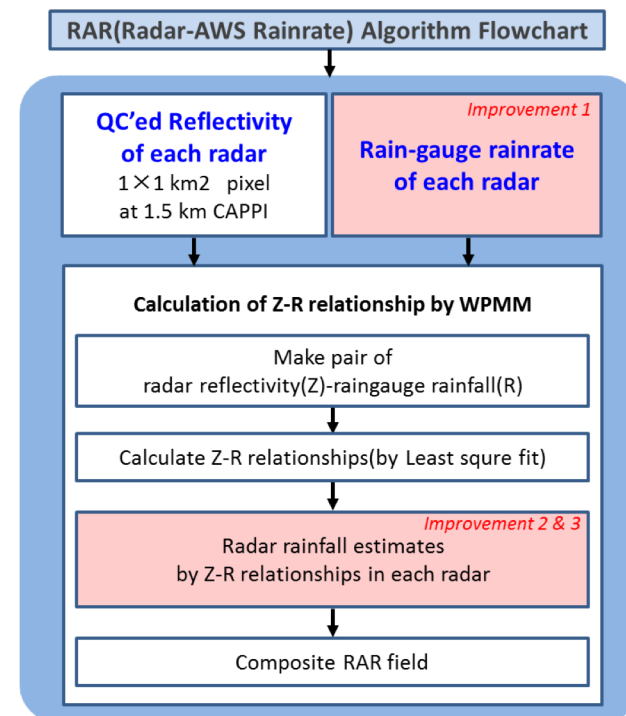 RAR(Radar-AWS Rainrate) Algorithm Flowchart
QC'ed Reflectivity
of each radar
1×1 km2 pixel
at 1.5 km CAPPI
Improvement 1
Rain-gauge rainrate
of each radar
Calculation of Z-R relationship by WPMM
Make pair of
radar reflectivity(Z)-raingauge rainfall(R)
Calculate Z-R relationships(by Least squre fit)
Improvement 2 & 3
Radar rainfall estimates
by Z-R relationships in each radar
Composite RAR field